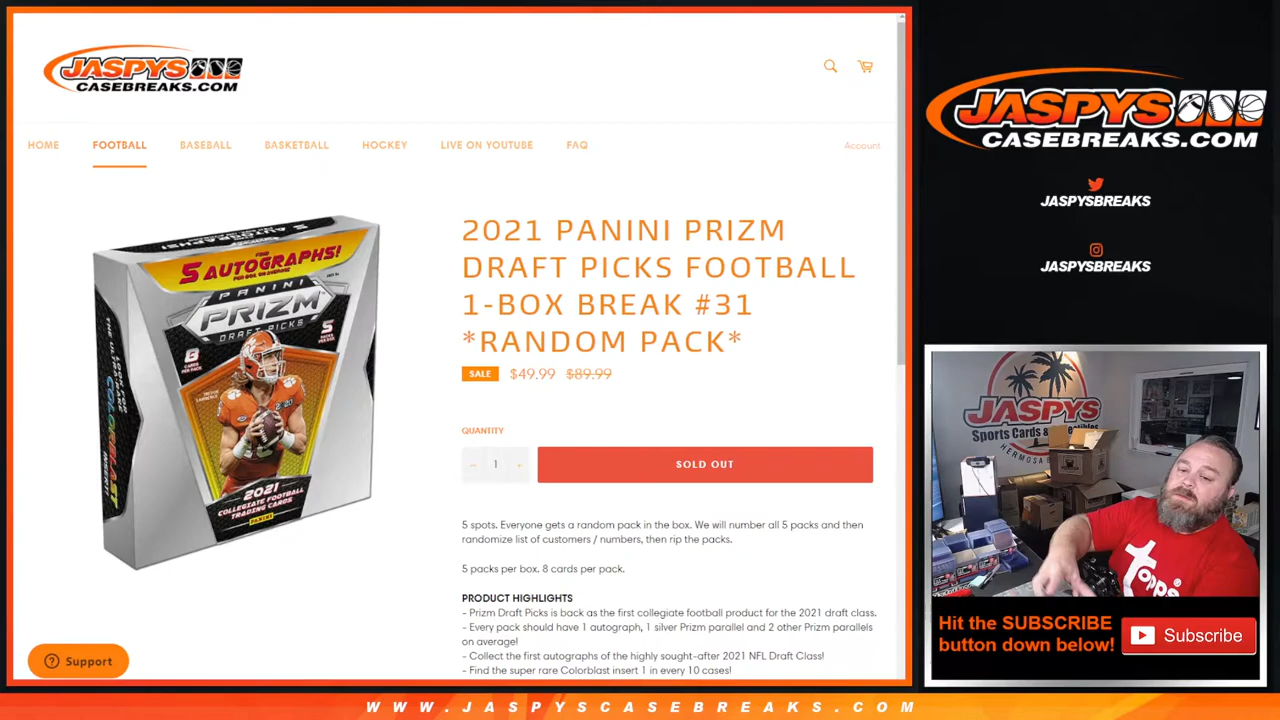 JASPYS
CASEBREAKS.COM
HOME
FOOTBALL
BASEBALL
BASKETBALL
HOCKEY
LIVE ON YOUTUBE
FAQ
Account
5 AUTOGRAPHS!
PANINI
PRIZM
DRAFT PICKS
8
5
2021
COLLEGIATE FOOTBALL
TRADING CARDS
PANINI
2021 PANINI PRIZM
DRAFT PICKS FOOTBALL
1-BOX BREAK #31
*RANDOM PACK*
SALE
$49.99
$89.99
QUANTITY
− 1 +
SOLD OUT
5 spots. Everyone gets a random pack in the box. We will number all 5 packs and then
randomize list of customers / numbers, then rip the packs.
5 packs per box. 8 cards per pack.
PRODUCT HIGHLIGHTS
- Prizm Draft Picks is back as the first collegiate football product for the 2021 draft class.
- Every pack should have 1 autograph, 1 silver Prizm parallel and 2 other Prizm parallels
on average!
- Collect the first autographs of the highly sought-after 2021 NFL Draft Class!
- Find the super rare Colorblast insert 1 in every 10 cases!
Support
JASPYS
CASEBREAKS.COM
JASPYSBREAKS
JASPYSBREAKS
JASPYS
Sports Cards &
HERMOSA
Topps
Hit the SUBSCRIBE
button down below!
Subscribe
WWW.JASPYSCASEBREAKS.COM